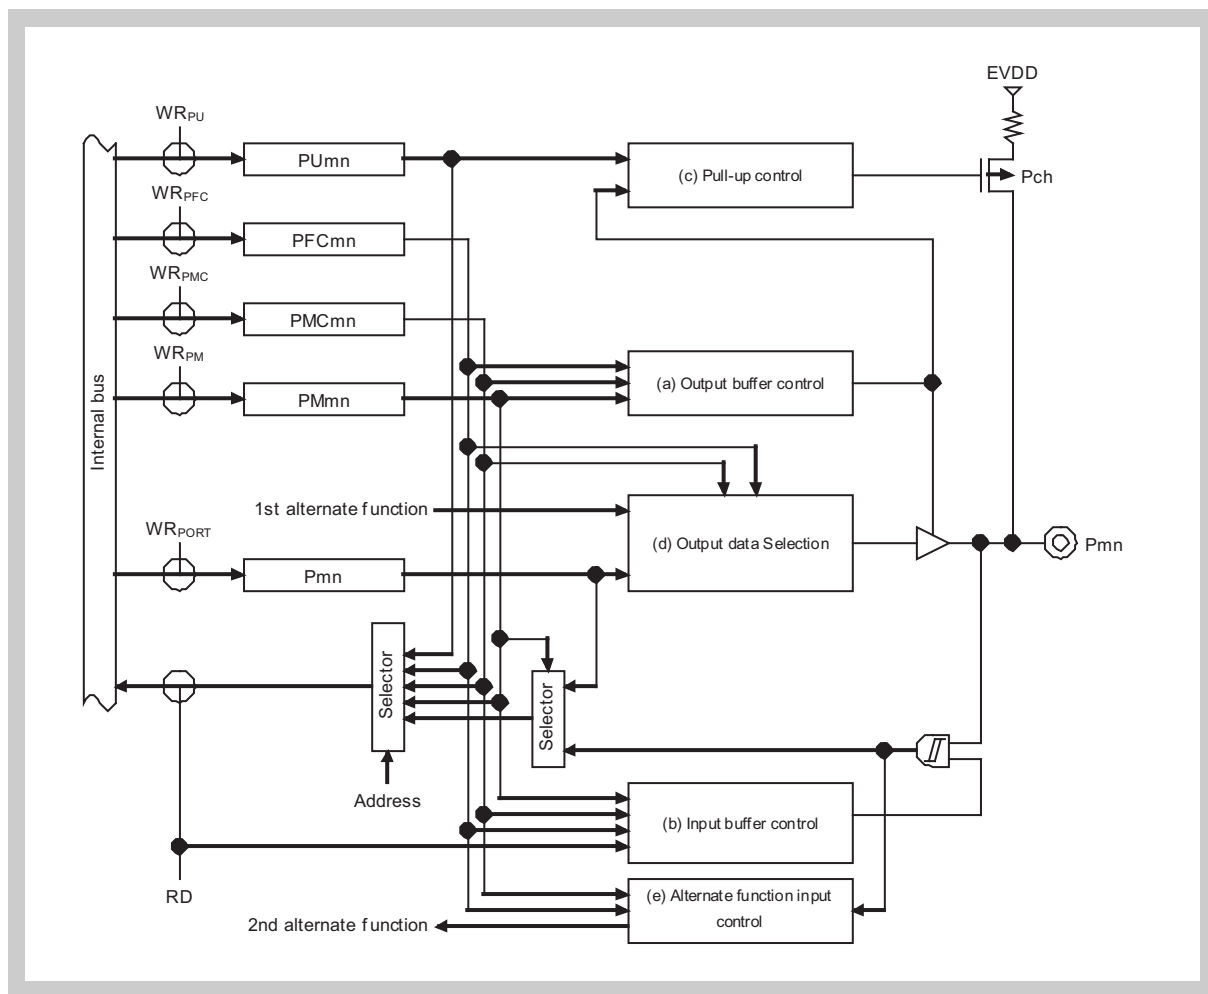 EVDD
WRPU
PUmn
(c) Pull-up control
Pch
WRPFC
PFCmn
WRPMC
PMCmn
WRPM
PMmn
(a) Output buffer control
Internal bus
1st alternate function
WRPORT
Pmn
(d) Output data Selection
Pmn
Selector
Selector
Address
(b) Input buffer control
RD
(e) Alternate function input
control
2nd alternate function